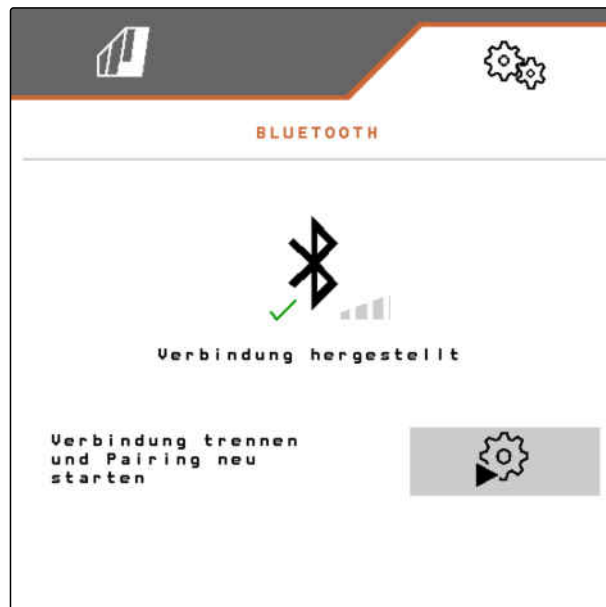 BLUETOOTH
Verbindung hergestellt
Verbindung trennen
und Pairing neu
starten